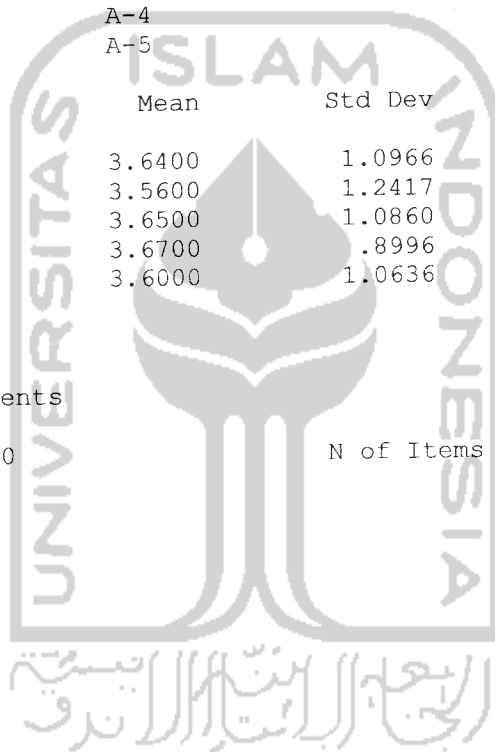 A-4
A-5
Mean Std Dev
3.6400 1.0966
3.5600 1.2417
3.6500 1.0860
3.6700 .8996
3.6000 1.0636
ents
0 N of Items
UNIVERSITAS
ISLAM
INDONESIA